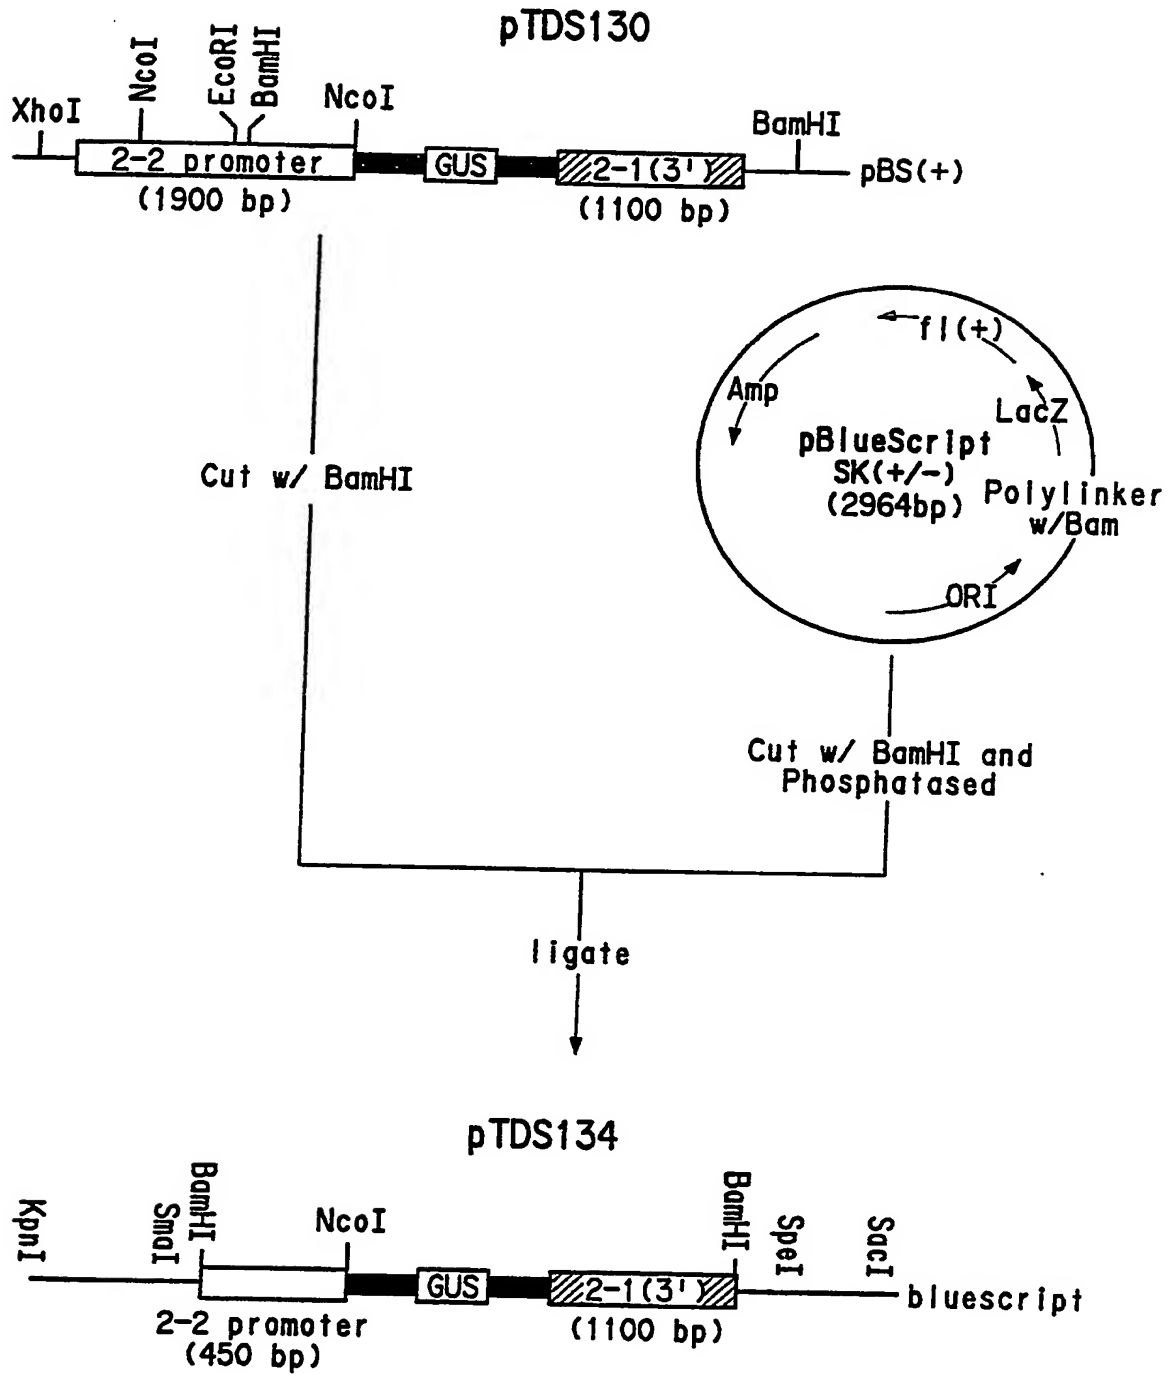 pTDS130
XhoI
NcoI
EcoRI
BamHI
NcoI
BamHI
2-2 promoter
GUS
2-1(3')
pBS(+)
(1900 bp)
(1100 bp)
f1(+)
Amp
LacZ
pBlueScript
SK(+/-)
(2964bp)
Polylinker
w/Bam
ORI
Cut w/ BamHI
Cut w/ BamHI and
Phosphatased
ligate
pTDS134
KpnI
SmaI
BamHI
NcoI
BamHI
SpeI
SacI
GUS
2-1(3')
bluescript
2-2 promoter
(450 bp)
(1100 bp)